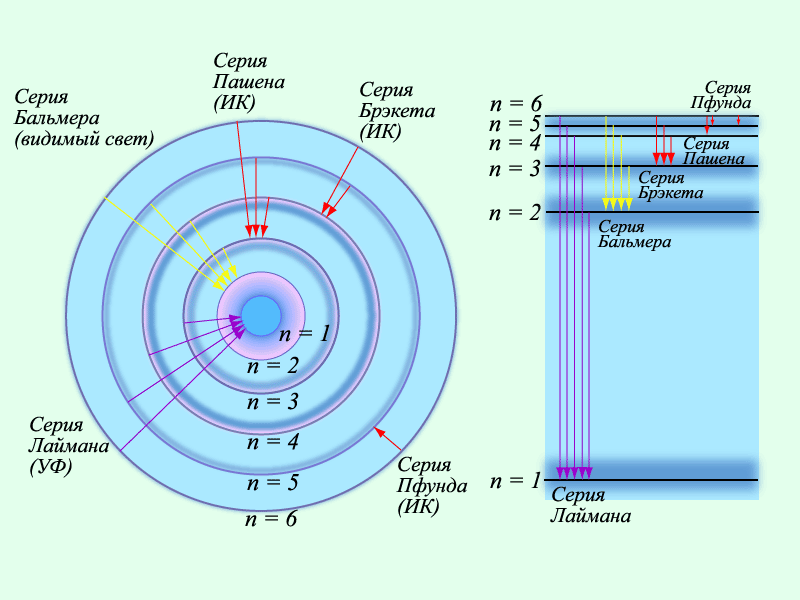 Серия
Бальмера
(видимый свет)
Серия
Пашена
(ИК)
Серия
Брэкета
(ИК)
n = 1
n = 2
n = 3
n = 4
n = 5
n = 6
Серия
Лаймана
(УФ)
Серия
Пфунда
(ИК)
Серия
Пфунда
n = 6
n = 5
n = 4
n = 3
n = 2
n = 1
Серия
Пашена
Серия
Брэкета
Серия
Бальмера
Серия
Лаймана